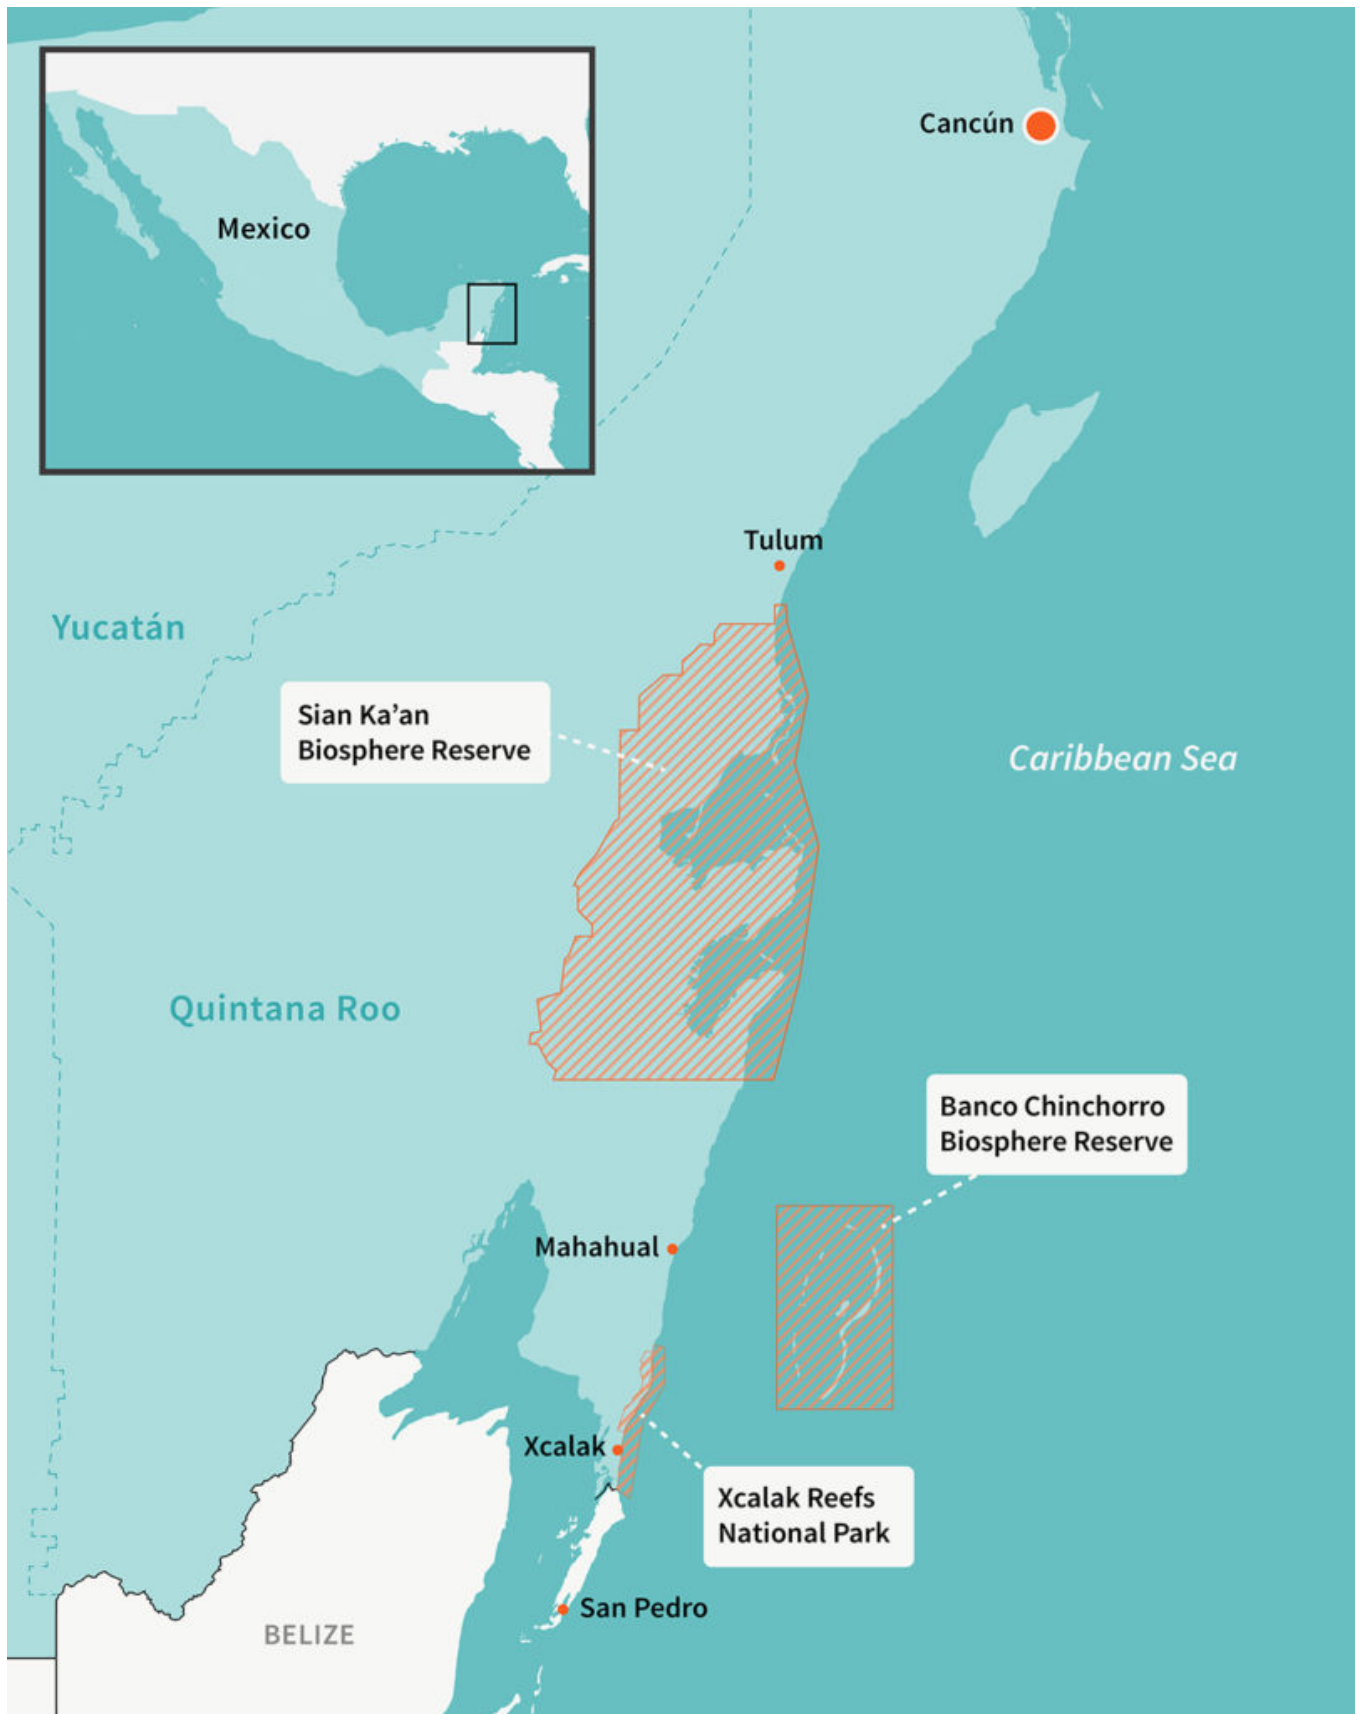 Cancún
Mexico
Tulum
Yucatán
Sian Ka’an
Biosphere Reserve
Caribbean Sea
Quintana Roo
Banco Chinchorro
Biosphere Reserve
Mahahual
Xcalak
Xcalak Reefs
National Park
San Pedro
BELIZE